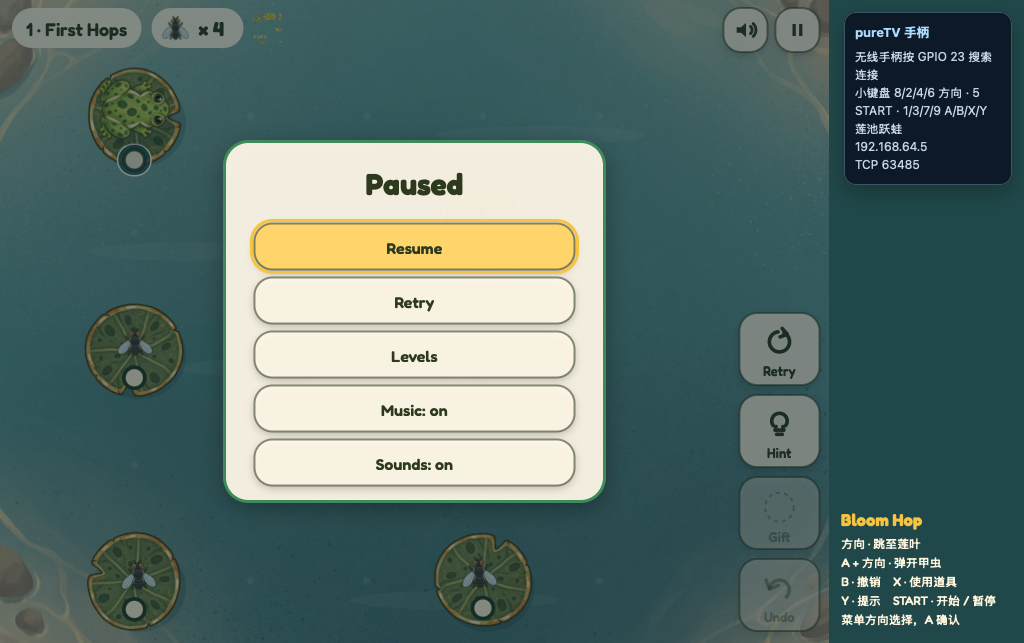 1 · First Hops
× 4
Paused
Resume
Retry
Levels
Music: on
Sounds: on
Retry
Hint
Gift
Undo
pureTV 手柄
无线手柄按 GPIO 23 搜索
连接
小键盘 8/2/4/6 方向 · 5
START · 1/3/7/9 A/B/X/Y
莲池跃蛙
192.168.64.5
TCP 63485
Bloom Hop
方向 · 跳至莲叶
A + 方向 · 弹开甲虫
B · 撤销 X · 使用道具
Y · 提示 START · 开始 / 暂停
菜单方向选择，A 确认